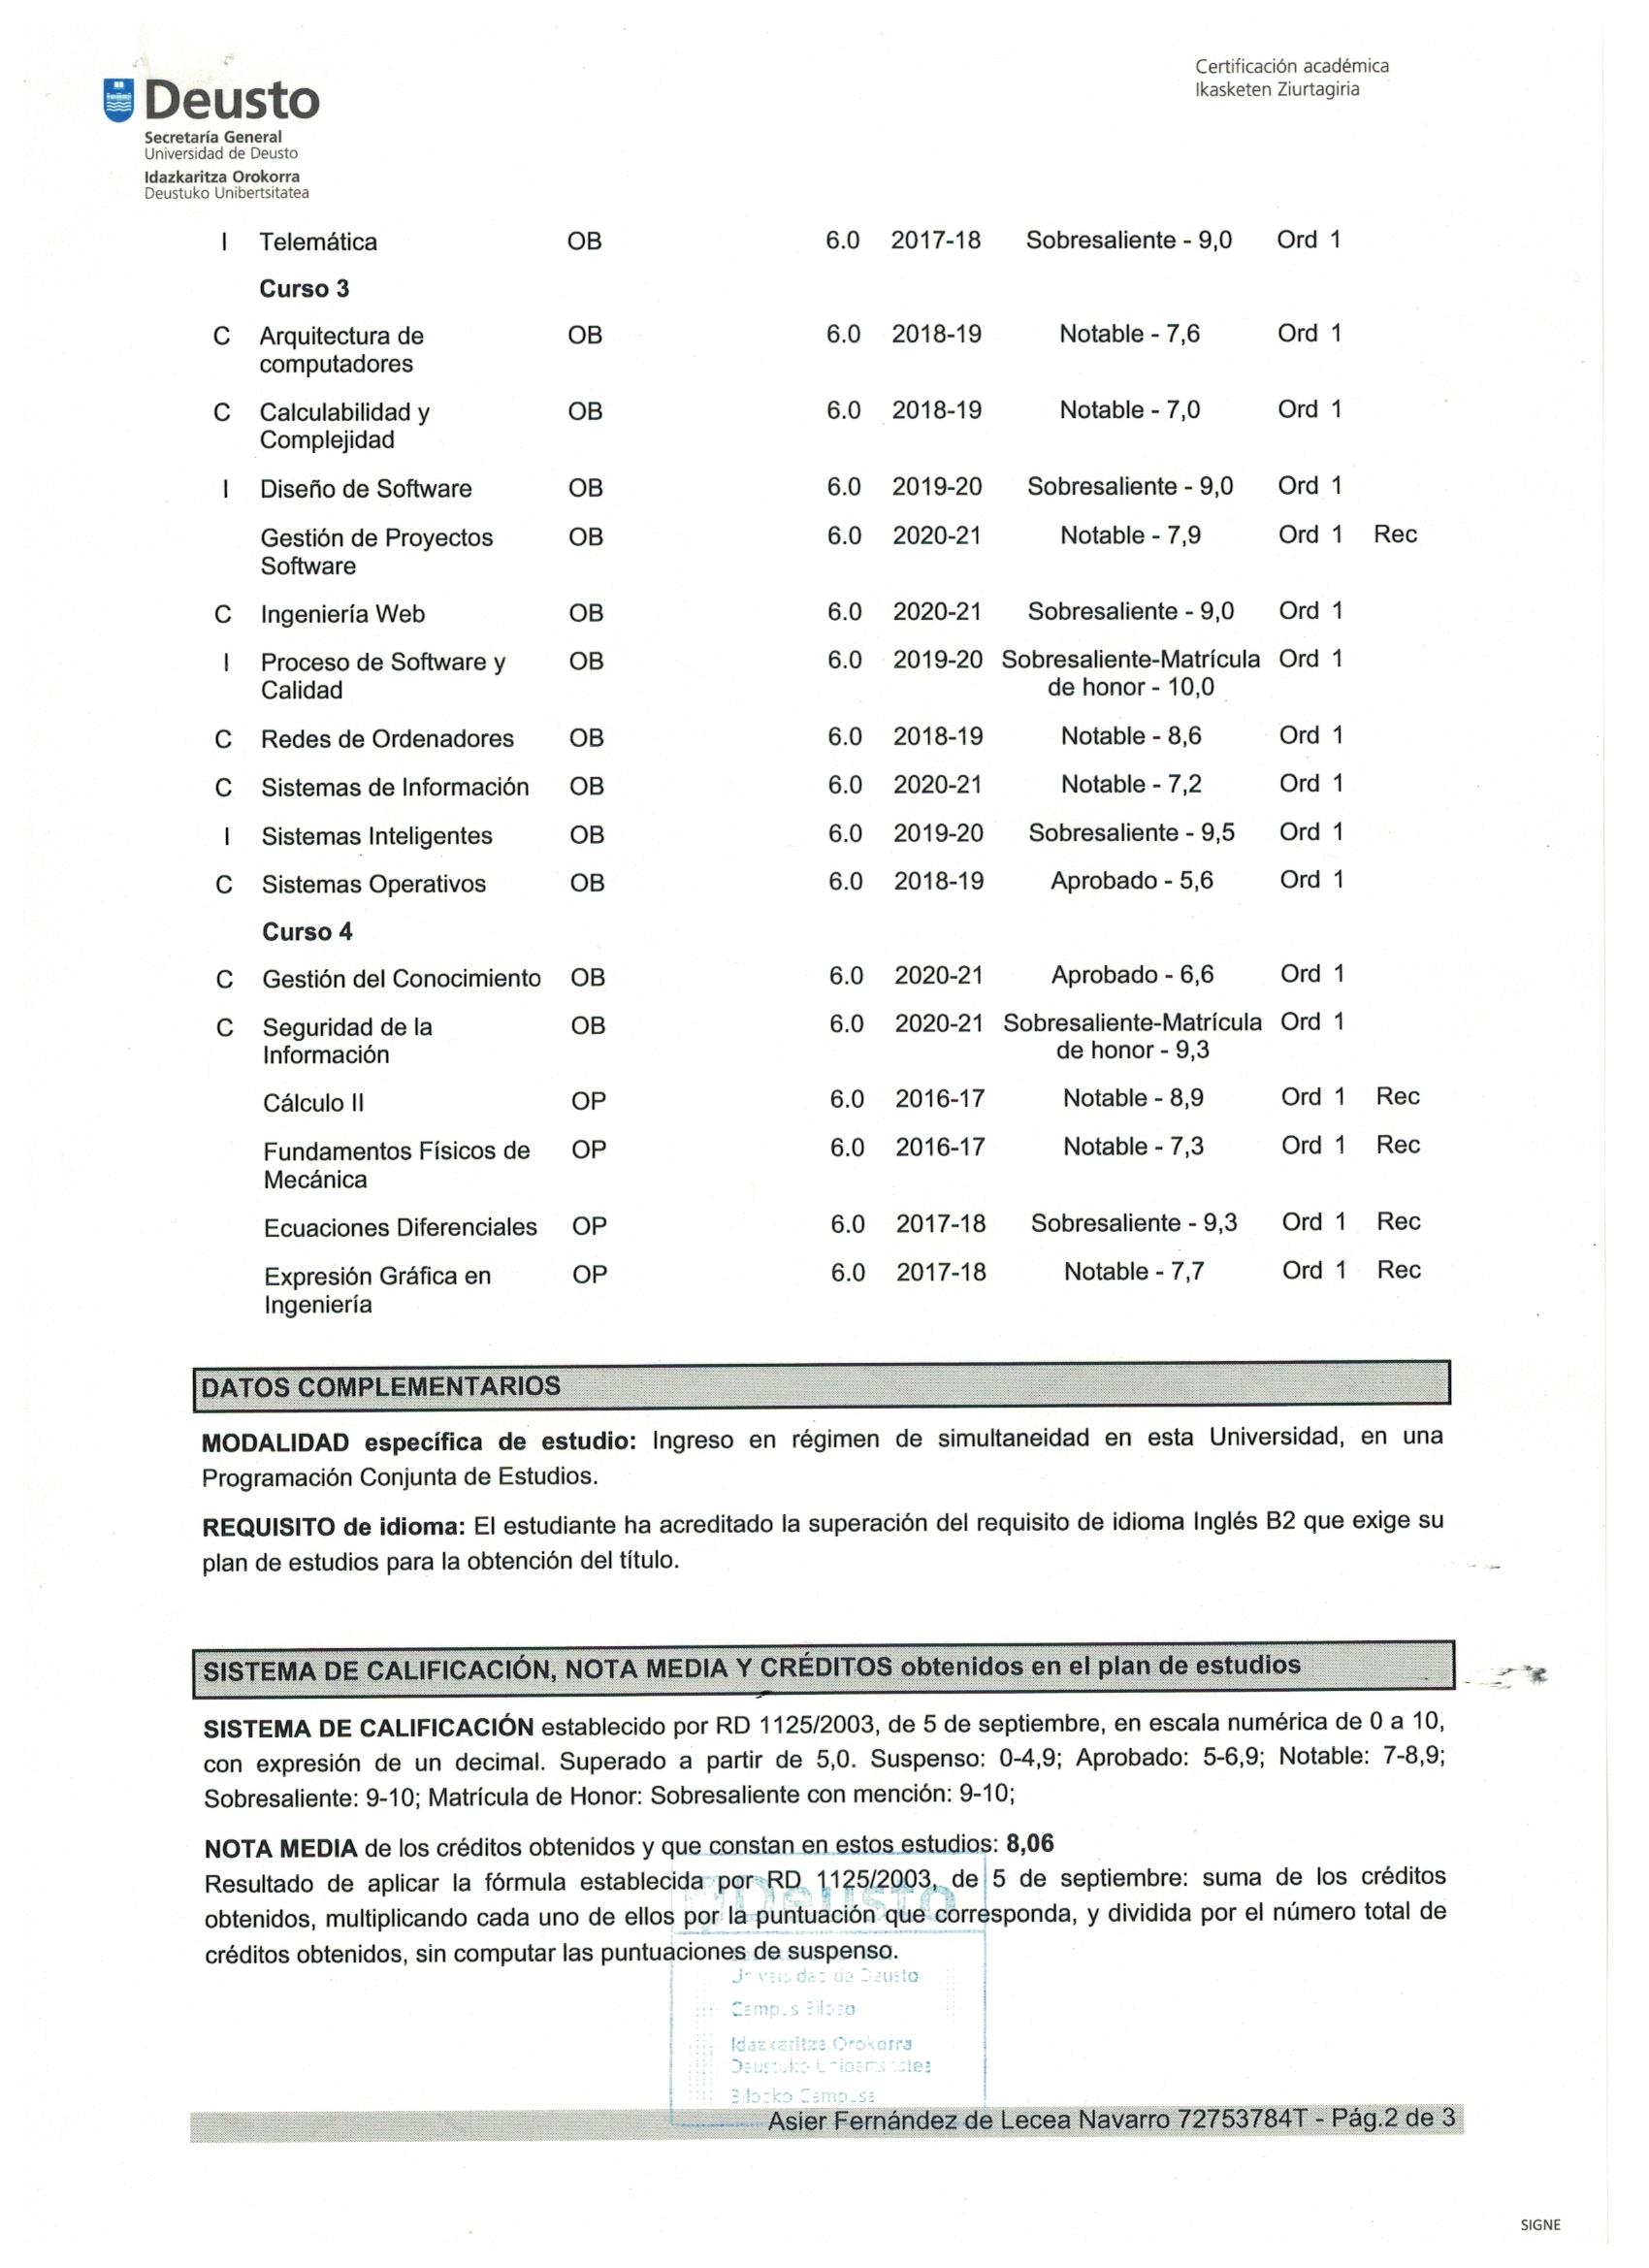 Deusto
Secretaría General
Universidad de Deusto
Idazkaritza Orokorra
Deustuko Unibertsitatea
Certificación académica
Ikasketen Ziurtagiria
I Telemática OB 6.0 2017-18 Sobresaliente - 9,0 Ord 1
Curso 3
C Arquitectura de OB 6.0 2018-19 Notable - 7,6 Ord 1
computadores
C Calculabilidad y OB 6.0 2018-19 Notable - 7,0 Ord 1
Complejidad
I Diseño de Software OB 6.0 2019-20 Sobresaliente - 9,0 Ord 1
Gestión de Proyectos OB 6.0 2020-21 Notable - 7,9 Ord 1 Rec
Software
C Ingeniería Web OB 6.0 2020-21 Sobresaliente - 9,0 Ord 1
I Proceso de Software y OB 6.0 2019-20 Sobresaliente-Matrícula Ord 1
Calidad de honor - 10,0
C Redes de Ordenadores OB 6.0 2018-19 Notable - 8,6 Ord 1
C Sistemas de Información OB 6.0 2020-21 Notable - 7,2 Ord 1
I Sistemas Inteligentes OB 6.0 2019-20 Sobresaliente - 9,5 Ord 1
C Sistemas Operativos OB 6.0 2018-19 Aprobado - 5,6 Ord 1
Curso 4
C Gestión del Conocimiento OB 6.0 2020-21 Aprobado - 6,6 Ord 1
C Seguridad de la OB 6.0 2020-21 Sobresaliente-Matrícula Ord 1
Información de honor - 9,3
Cálculo II OP 6.0 2016-17 Notable - 8,9 Ord 1 Rec
Fundamentos Físicos de OP 6.0 2016-17 Notable - 7,3 Ord 1 Rec
Mecánica
Ecuaciones Diferenciales OP 6.0 2017-18 Sobresaliente - 9,3 Ord 1 Rec
Expresión Gráfica en OP 6.0 2017-18 Notable - 7,7 Ord 1 Rec
Ingeniería
DATOS COMPLEMENTARIOS
MODALIDAD específica de estudio: Ingreso en régimen de simultaneidad en esta Universidad, en una
Programación Conjunta de Estudios.
REQUISITO de idioma: El estudiante ha acreditado la superación del requisito de idioma Inglés B2 que exige su
plan de estudios para la obtención del título.
SISTEMA DE CALIFICACIÓN, NOTA MEDIA Y CRÉDITOS obtenidos en el plan de estudios
SISTEMA DE CALIFICACIÓN establecido por RD 1125/2003, de 5 de septiembre, en escala numérica de 0 a 10,
con expresión de un decimal. Superado a partir de 5,0. Suspenso: 0-4,9; Aprobado: 5-6,9; Notable: 7-8,9;
Sobresaliente: 9-10; Matrícula de Honor: Sobresaliente con mención: 9-10;
NOTA MEDIA de los créditos obtenidos y que constan en estos estudios: 8,06
Resultado de aplicar la fórmula establecida por RD 1125/2003, de 5 de septiembre: suma de los créditos
obtenidos, multiplicando cada uno de ellos por la puntuación que corresponda, y dividida por el número total de
créditos obtenidos, sin computar las puntuaciones de suspenso.
Deusto
Universidad de Deusto
Campus Bilbao
Idazkaritza Orokorra
Deustuko Unibertsitatea
Bilboko Campusa
Asier Fernández de Lecea Navarro 72753784T - Pág.2 de 3
SIGNE